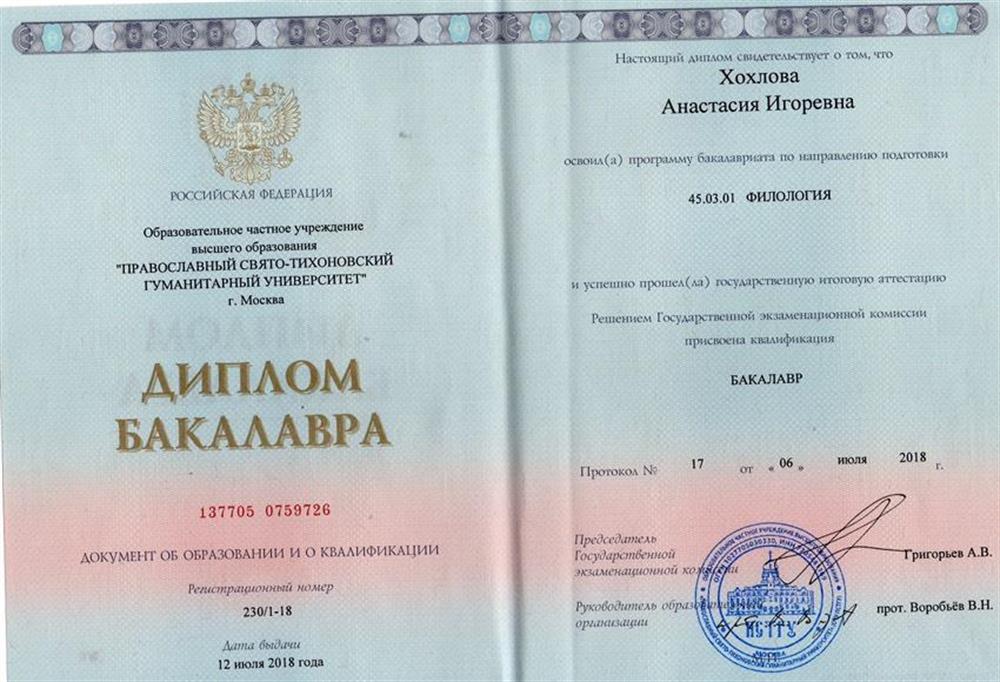 РОССИЙСКАЯ ФЕДЕРАЦИЯ
Образовательное частное учреждение
высшего образования
"ПРАВОСЛАВНЫЙ СВЯТО-ТИХОНОВСКИЙ
ГУМАНИТАРНЫЙ УНИВЕРСИТЕТ"
г. Москва
ДИПЛОМ
БАКАЛАВРА
137705 0759726
ДОКУМЕНТ ОБ ОБРАЗОВАНИИ И О КВАЛИФИКАЦИИ
Регистрационный номер
230/1-18
Дата выдачи
12 июля 2018 года
Настоящий диплом свидетельствует о том, что
Хохлова
Анастасия Игоревна
освоил(а) программу бакалавриата по направлению подготовки
45.03.01 ФИЛОЛОГИЯ
и успешно прошел(ла) государственную итоговую аттестацию
Решением Государственной экзаменационной комиссии
присвоена квалификация
БАКАЛАВР
Протокол № 17 от « 06 » июля 2018 г.
Председатель
Государственной
экзаменационной комиссии
Григорьев А.В.
Руководитель образовательной
организации
прот. Воробьёв В.Н.
ПСТГУ
МОСКВА
М.П.